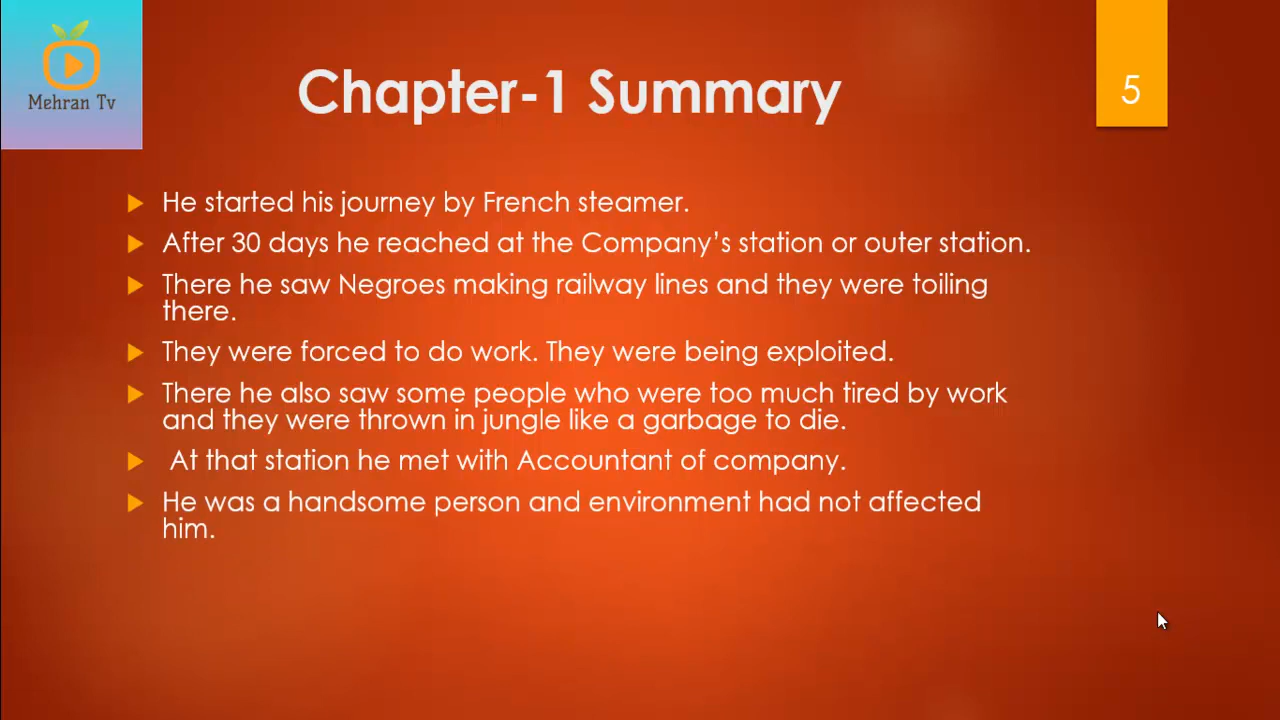 Mehran Tv
Chapter-1 Summary
5
He started his journey by French steamer.
After 30 days he reached at the Company’s station or outer station.
There he saw Negroes making railway lines and they were toiling
there.
They were forced to do work. They were being exploited.
There he also saw some people who were too much tired by work
and they were thrown in jungle like a garbage to die.
At that station he met with Accountant of company.
He was a handsome person and environment had not affected
him.